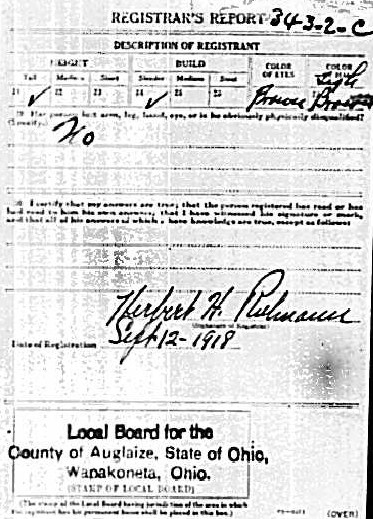 REGISTRAR'S REPORT 343-2-C
DESCRIPTION OF REGISTRANT
HEIGHT BUILD COLOR OF EYES COLOR
Tall Medium Short Slender Medium Stout
21 ✓ 22 23 24 ✓ 25 26 Brown Brown
29 Has person lost arm, leg, hand, eye, or is he obviously physically disqualified?
(Specify). No
30 I certify that my answers are true; that the person registered has read or has
had read to him his own answers; that I have witnessed his signature or mark,
and that all of his answers of which I have knowledge are true, except as follows:
Herbert H.
(Signature of Registrar)
Date of Registration Sept 12-1918
Local Board for the
County of Auglaize, State of Ohio,
Wapakoneta, Ohio.
(STAMP OF LOCAL BOARD)
(The stamp of the Local Board having jurisdiction of the area in which
the registrant has his permanent home shall be placed in this box.)
(OVER)